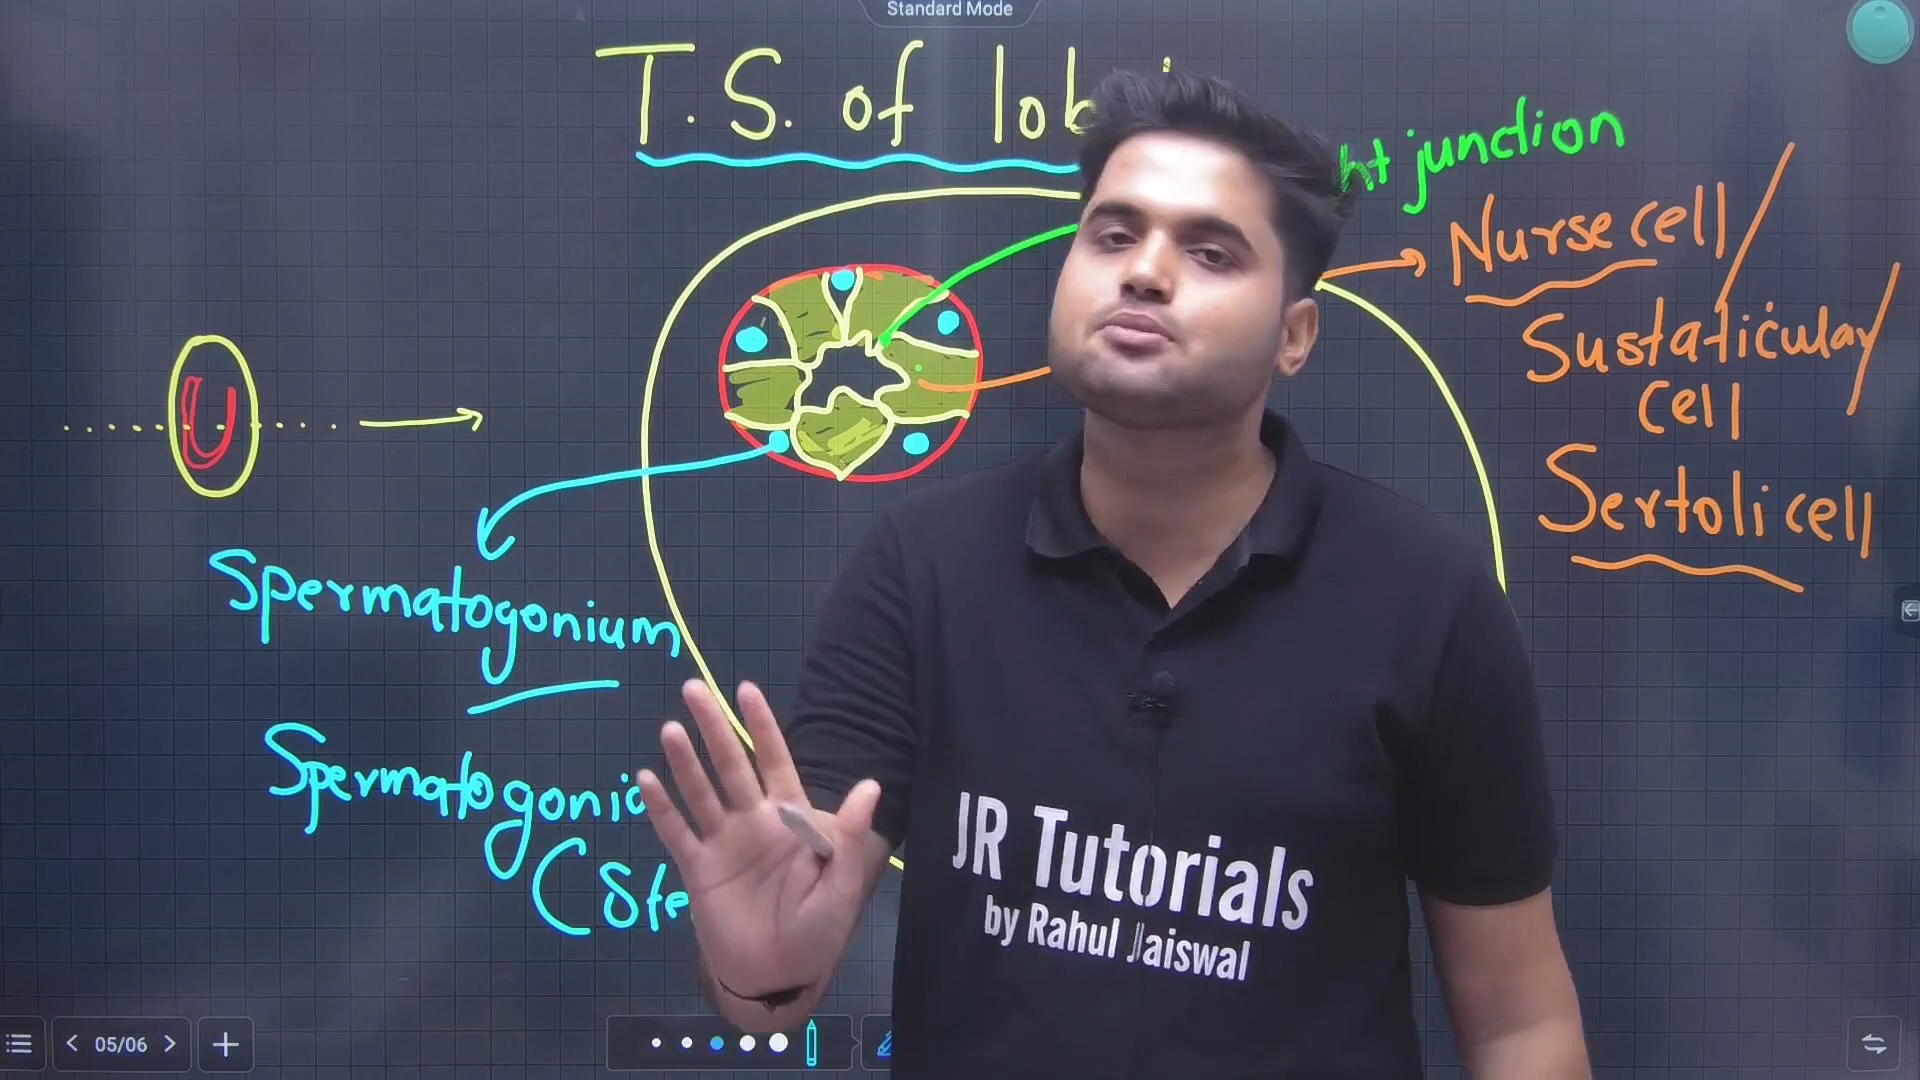 Standard Mode
T.S. of lob
ht junction
Nurse cell/
Sustaticular/
cell
Sertoli cell
Spermatogonium
Spermatogonia
(Ste
JR Tutorials
by Rahul Jaiswal
05/06